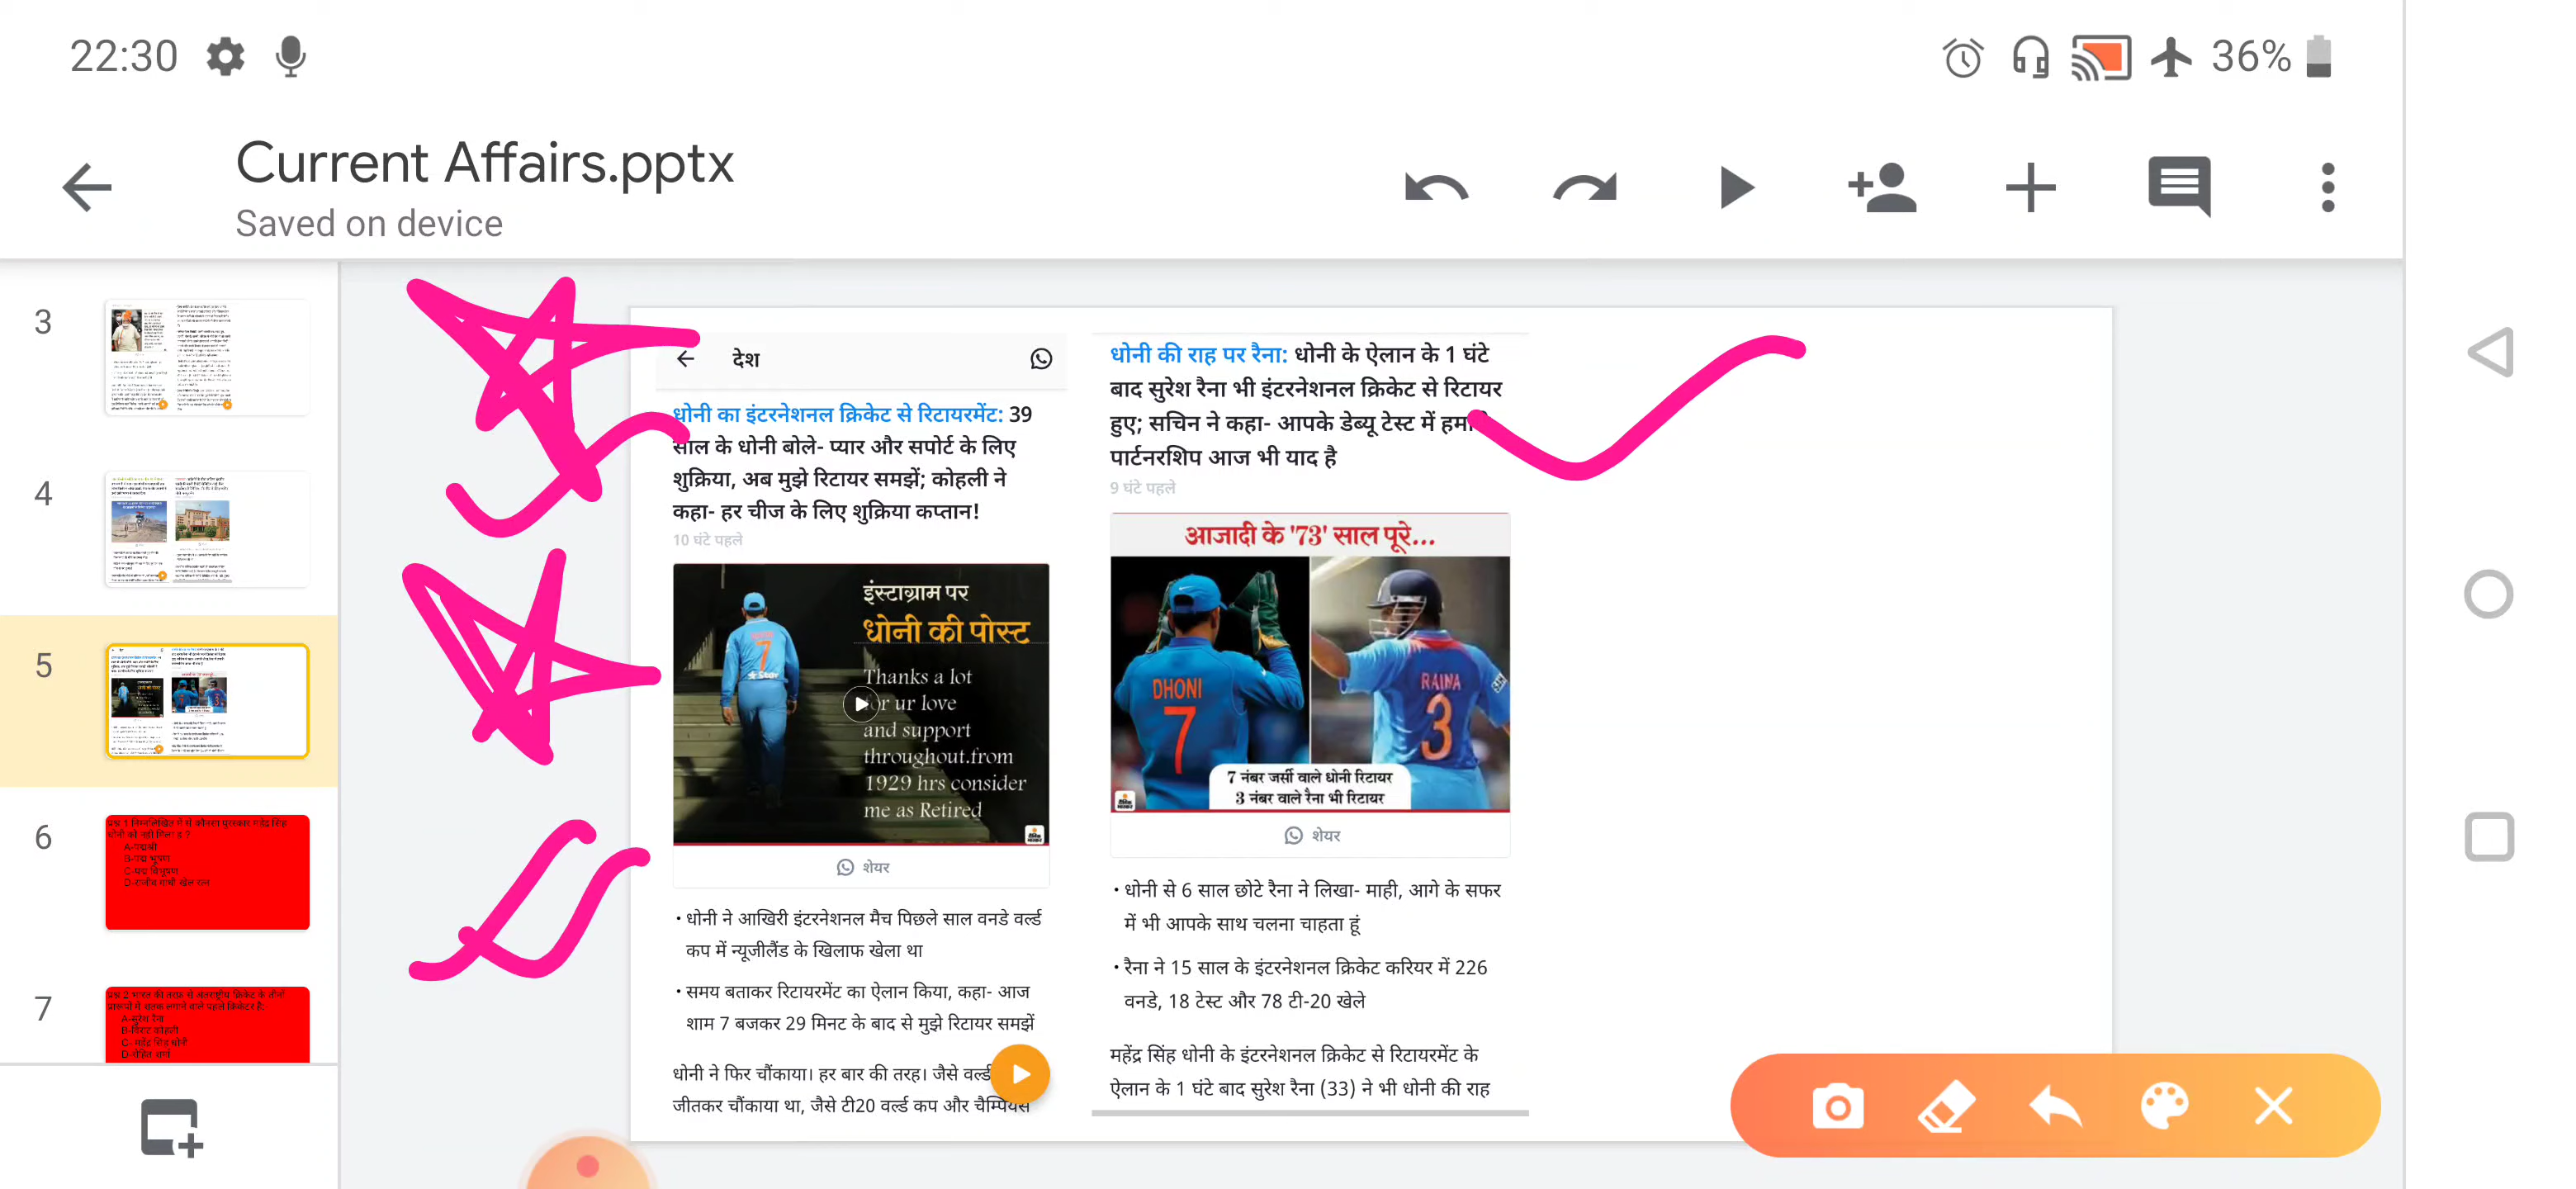 22:30
36%
Current Affairs.pptx
Saved on device
3
4
5
6
7
देश
धोनी का इंटरनेशनल क्रिकेट से रिटायरमेंट: 39
साल के धोनी बोले- प्यार और सपोर्ट के लिए
शुक्रिया, अब मुझे रिटायर समझें; कोहली ने
कहा- हर चीज के लिए शुक्रिया कप्तान!
10 घंटे पहले
इंस्टाग्राम पर
धोनी की पोस्ट
Thanks a lot
for ur love
and support
throughout.from
1929 hrs consider
me as Retired
7
Star
शेयर
• धोनी ने आखिरी इंटरनेशनल मैच पिछले साल वनडे वर्ल्ड
कप में न्यूजीलैंड के खिलाफ खेला था
• समय बताकर रिटायरमेंट का ऐलान किया, कहा- आज
शाम 7 बजकर 29 मिनट के बाद से मुझे रिटायर समझें
धोनी ने फिर चौंकाया। हर बार की तरह। जैसे वर्ल्ड
जीतकर चौंकाया था, जैसे टी20 वर्ल्ड कप और चैम्पियंस
धोनी की राह पर रैना: धोनी के ऐलान के 1 घंटे
बाद सुरेश रैना भी इंटरनेशनल क्रिकेट से रिटायर
हुए; सचिन ने कहा- आपके डेब्यू टेस्ट में
पार्टनरशिप आज भी याद है
9 घंटे पहले
आजादी के '73' साल पूरे...
DHONI
7
RAINA
3
7 नंबर जर्सी वाले धोनी रिटायर
3 नंबर वाले रैना भी रिटायर
शेयर
• धोनी से 6 साल छोटे रैना ने लिखा- माही, आगे के सफर
में भी आपके साथ चलना चाहता हूं
• रैना ने 15 साल के इंटरनेशनल क्रिकेट करियर में 226
वनडे, 18 टेस्ट और 78 टी-20 खेले
महेंद्र सिंह धोनी के इंटरनेशनल क्रिकेट से रिटायरमेंट के
ऐलान के 1 घंटे बाद सुरेश रैना (33) ने भी धोनी की राह